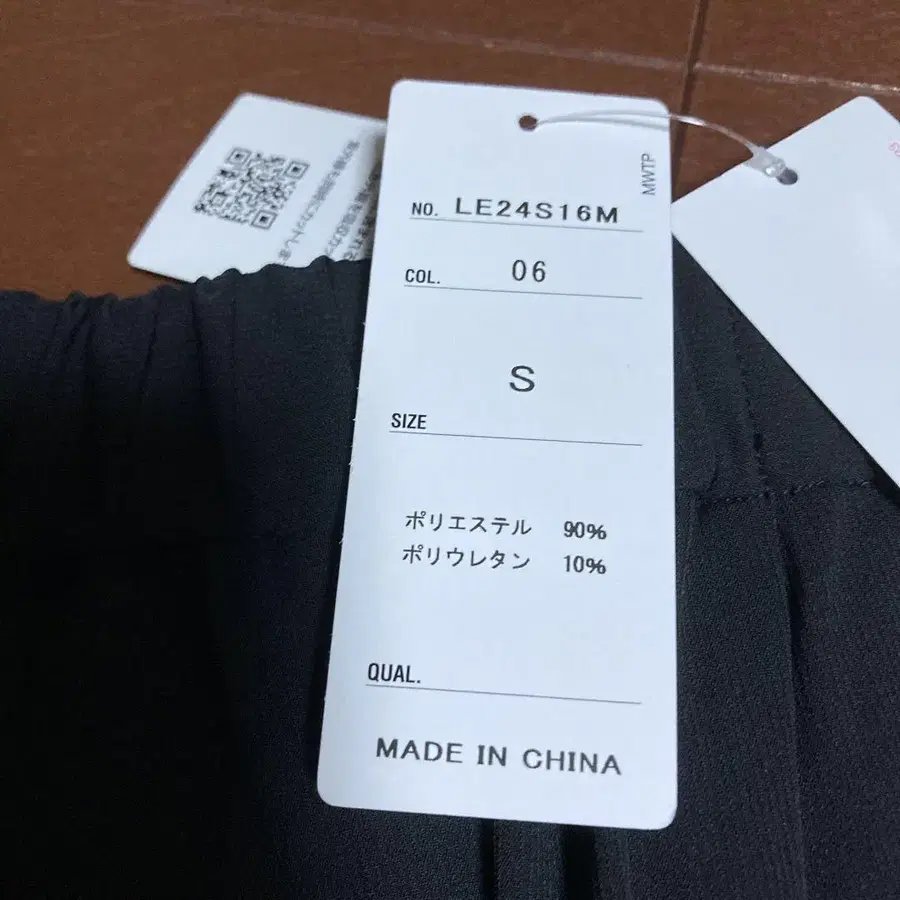 MWTP
NO. LE24S16M
COL. 06
S
SIZE
ポリエステル 90%
ポリウレタン 10%
QUAL.
MADE IN CHINA